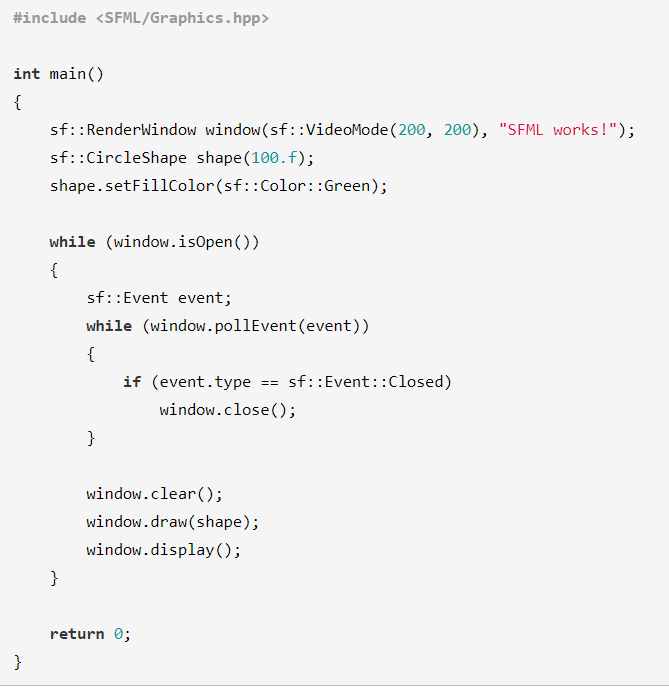 #include <SFML/Graphics.hpp>

int main()
{
    sf::RenderWindow window(sf::VideoMode(200, 200), "SFML works!");
    sf::CircleShape shape(100.f);
    shape.setFillColor(sf::Color::Green);

    while (window.isOpen())
    {
        sf::Event event;
        while (window.pollEvent(event))
        {
            if (event.type == sf::Event::Closed)
                window.close();
        }

        window.clear();
        window.draw(shape);
        window.display();
    }

    return 0;
}